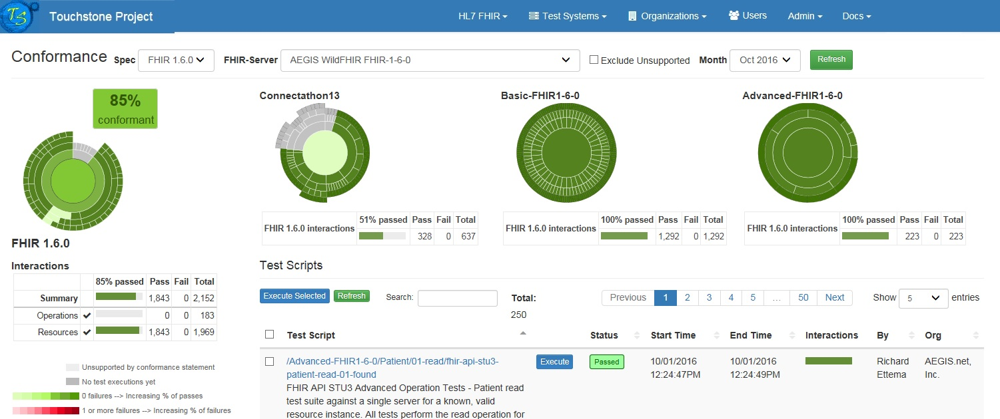 TS Touchstone Project HL7 FHIR Test Systems Organizations Users Admin Docs
Conformance Spec FHIR 1.6.0 FHIR-Server AEGIS WildFHIR FHIR-1-6-0 Exclude Unsupported Month Oct 2016 Refresh
85%
conformant
FHIR 1.6.0
Interactions
85% passed Pass Fail Total
Summary 1,843 0 2,152
Operations 0 0 183
Resources 1,843 0 1,969
Unsupported by conformance statement
No test executions yet
0 failures --> Increasing % of passes
1 or more failures --> Increasing % of failures
Connectathon13
51% passed Pass Fail Total
FHIR 1.6.0 interactions 328 0 637
Basic-FHIR1-6-0
100% passed Pass Fail Total
FHIR 1.6.0 interactions 1,292 0 1,292
Advanced-FHIR1-6-0
100% passed Pass Fail Total
FHIR 1.6.0 interactions 223 0 223
Test Scripts
Execute Selected Refresh Search: Total: 250 Previous 1 2 3 4 5 ... 50 Next Show 5 entries
Test Script Status Start Time End Time Interactions By Org
/Advanced-FHIR1-6-0/Patient/01-read/fhir-api-stu3-
patient-read-01-found
FHIR API STU3 Advanced Operation Tests - Patient read
test suite against a single server for a known, valid
resource instance. All tests perform the read operation for
Execute Passed
10/01/2016
12:24:47PM
10/01/2016
12:24:49PM
Richard
Ettema
AEGIS.net,
Inc.